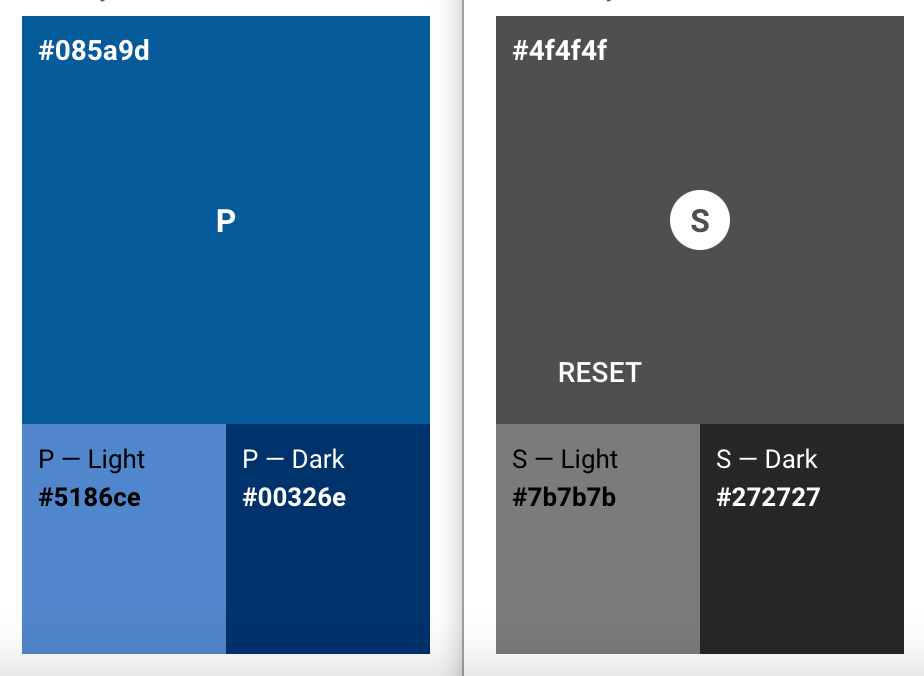 #085a9d
P
P — Light
#5186ce
P — Dark
#00326e
#4f4f4f
S
RESET
S — Light
#7b7b7b
S — Dark
#272727